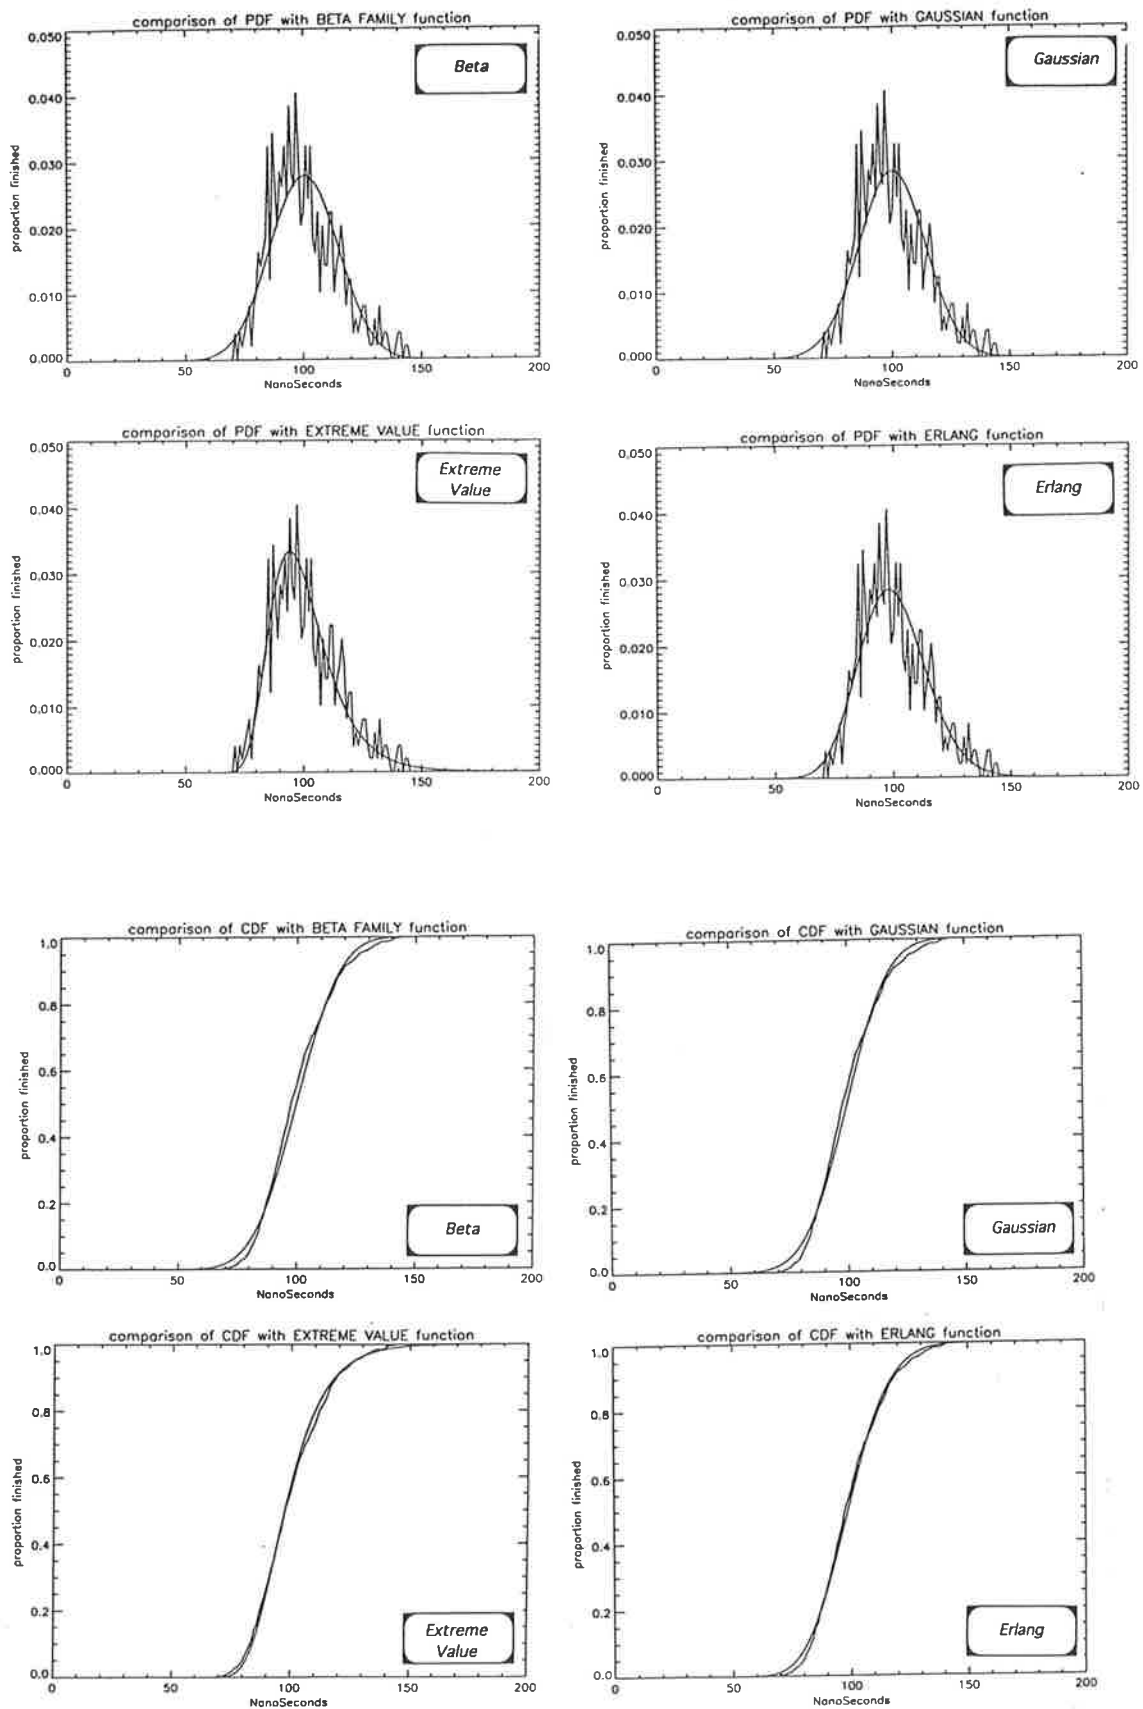 comparison of PDF with BETA FAMILY function
0.050
0.040
0.030
0.020
0.010
0.000
proportion finished
Beta
0
50
100
150
200
NanoSeconds
comparison of PDF with GAUSSIAN function
0.050
0.040
0.030
0.020
0.010
0.000
proportion finished
Gaussian
0
50
100
150
200
NanoSeconds
comparison of PDF with EXTREME VALUE function
0.050
0.040
0.030
0.020
0.010
0.000
proportion finished
Extreme
Value
0
50
100
150
200
NanoSeconds
comparison of PDF with ERLANG function
0.050
0.040
0.030
0.020
0.010
0.000
proportion finished
Erlang
0
50
100
150
200
NanoSeconds
comparison of CDF with BETA FAMILY function
1.0
0.8
0.6
0.4
0.2
0.0
proportion finished
Beta
0
50
100
150
200
NanoSeconds
comparison of CDF with GAUSSIAN function
1.0
0.8
0.6
0.4
0.2
0.0
proportion finished
Gaussian
0
50
100
150
200
NanoSeconds
comparison of CDF with EXTREME VALUE function
1.0
0.8
0.6
0.4
0.2
0.0
proportion finished
Extreme
Value
0
50
100
150
200
NanoSeconds
comparison of CDF with ERLANG function
1.0
0.8
0.6
0.4
0.2
0.0
proportion finished
Erlang
0
50
100
150
200
NanoSeconds